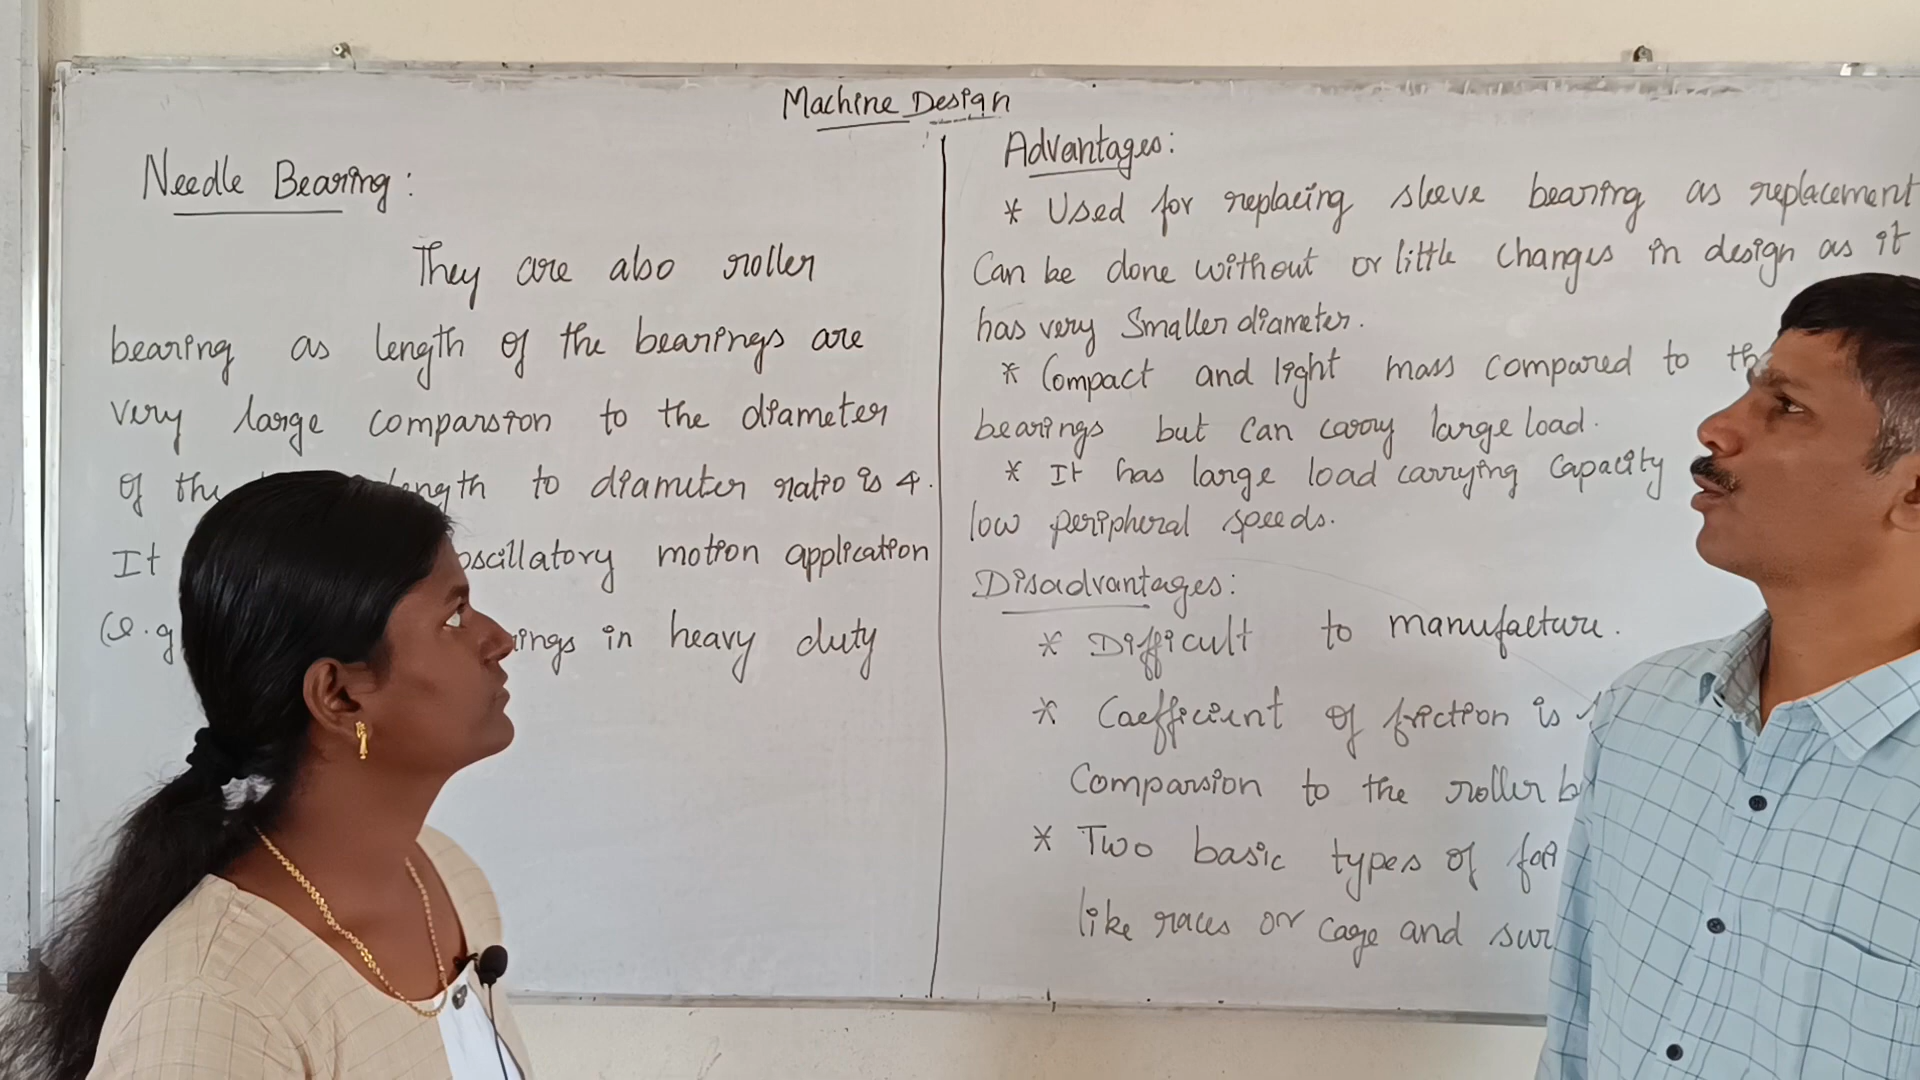 Machine Design
Needle Bearing:
They are also roller
bearing as length of the bearings are
very large comparsion to the diameter
of the length to diameter ratio is 4.
It oscillatory motion application
(e.g in heavy duty
Advantages:
* Used for replacing sleeve bearing as replacement
Can be done without or little changes in design as it
has very smaller diameter.
* Compact and light mass compared to
bearings but can carry large load.
* It has large load carrying capacity
low peripheral speeds.
Disadvantages:
* Difficult to manufacture.
* Coefficient of friction is
Comparsion to the roller
* Two basic types of
like races or cage and